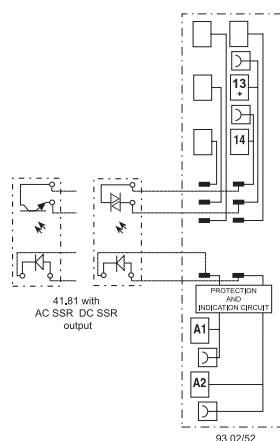 13
+
14
41.81 with
AC SSR DC SSR
output
PROTECTION
AND
INDICATION CIRCUIT
A1
A2
93.02/52